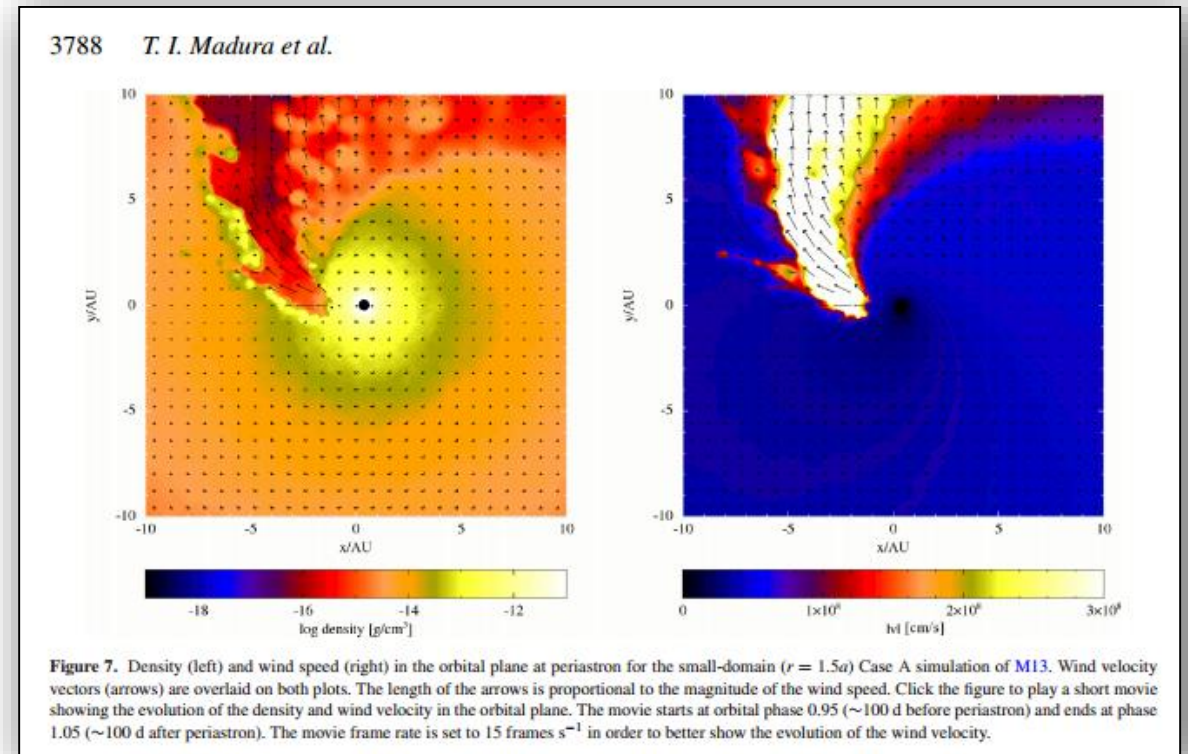 3788 T. I. Madura et al.
10
5
0
-5
-10
y/AU
-10 -5 0 5 10
x/AU
-18 -16 -14 -12
log density [g/cm³]
10
5
0
-5
-10
y/AU
-10 -5 0 5 10
x/AU
0 1×10⁸ 2×10⁸ 3×10⁸
|v| [cm/s]
Figure 7. Density (left) and wind speed (right) in the orbital plane at periastron for the small-domain (r = 1.5a) Case A simulation of M13. Wind velocity
vectors (arrows) are overlaid on both plots. The length of the arrows is proportional to the magnitude of the wind speed. Click the figure to play a short movie
showing the evolution of the density and wind velocity in the orbital plane. The movie starts at orbital phase 0.95 (~100 d before periastron) and ends at phase
1.05 (~100 d after periastron). The movie frame rate is set to 15 frames s⁻¹ in order to better show the evolution of the wind velocity.